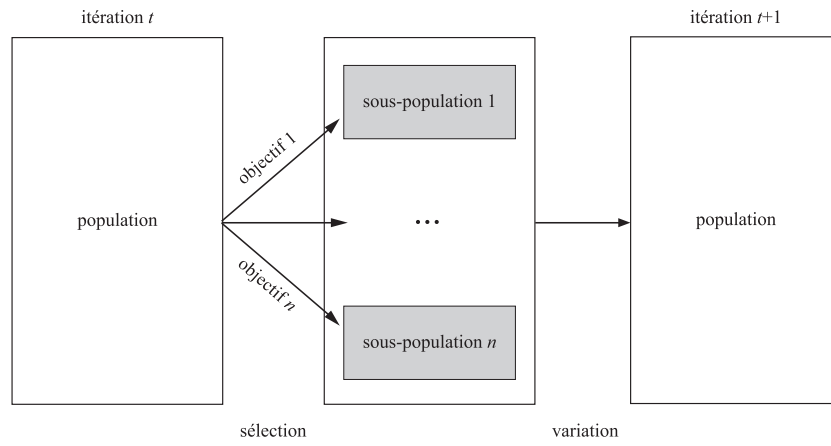 itération t
itération t+1
sous-population 1
objectif 1
population
...
population
objectif n
sous-population n
sélection
variation